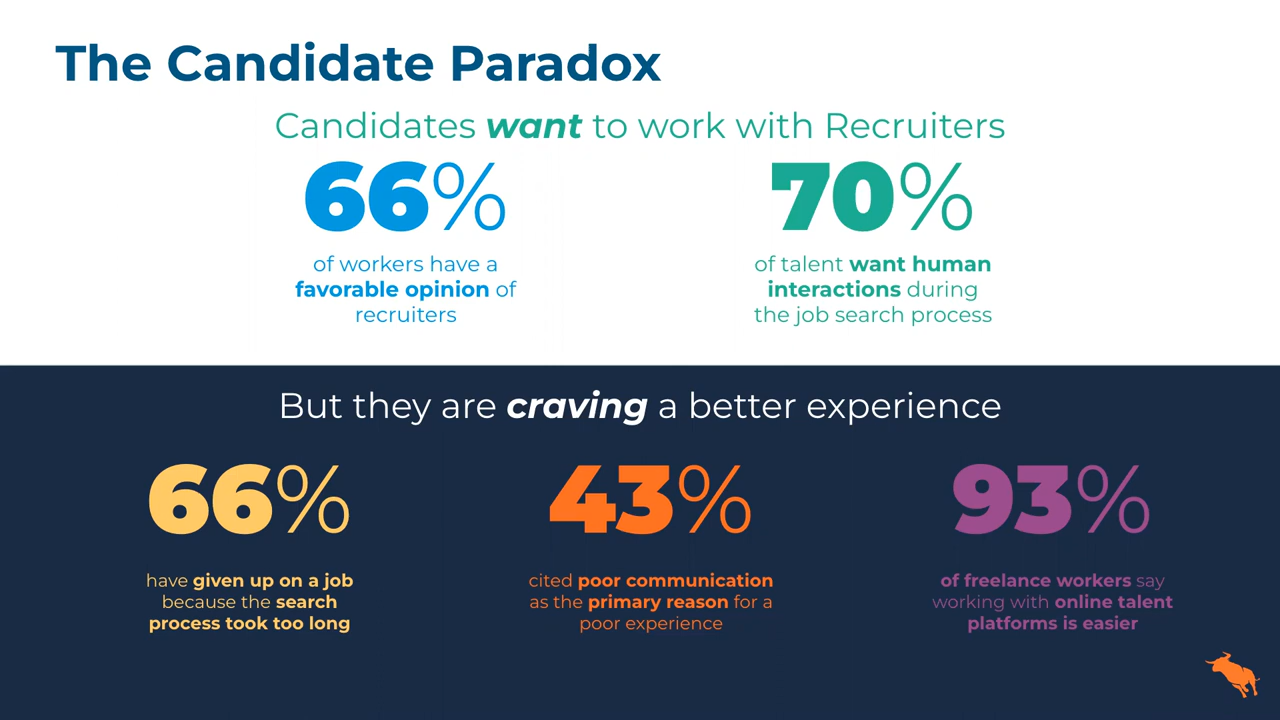 The Candidate Paradox
Candidates want to work with Recruiters
66%
of workers have a
favorable opinion of
recruiters
70%
of talent want human
interactions during
the job search process
But they are craving a better experience
66%
have given up on a job
because the search
process took too long
43%
cited poor communication
as the primary reason for a
poor experience
93%
of freelance workers say
working with online talent
platforms is easier